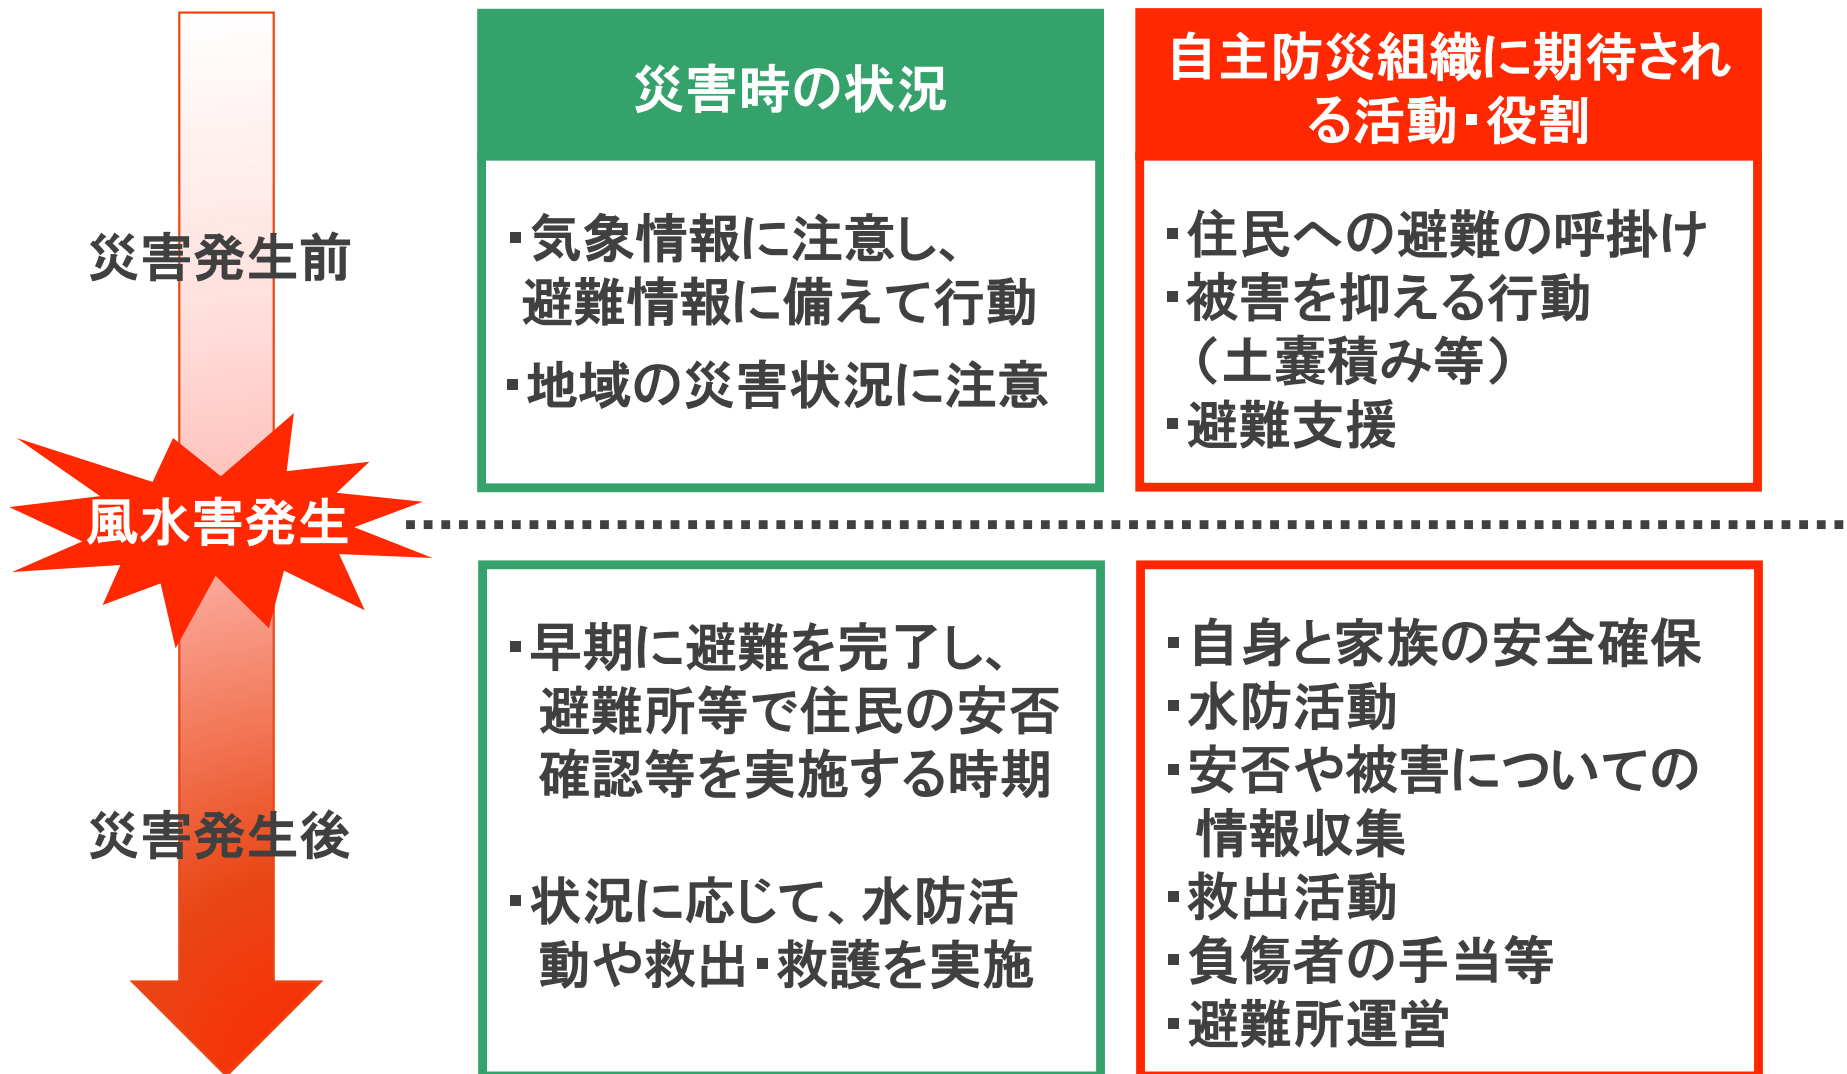 災害時の状況
自主防災組織に期待され
る活動・役割
災害発生前
・気象情報に注意し、
避難情報に備えて行動
・地域の災害状況に注意
・住民への避難の呼掛け
・被害を抑える行動
（土嚢積み等）
・避難支援
風水害発生
災害発生後
・早期に避難を完了し、
避難所等で住民の安否
確認等を実施する時期
・状況に応じて、水防活
動や救出・救護を実施
・自身と家族の安全確保
・水防活動
・安否や被害についての
情報収集
・救出活動
・負傷者の手当等
・避難所運営